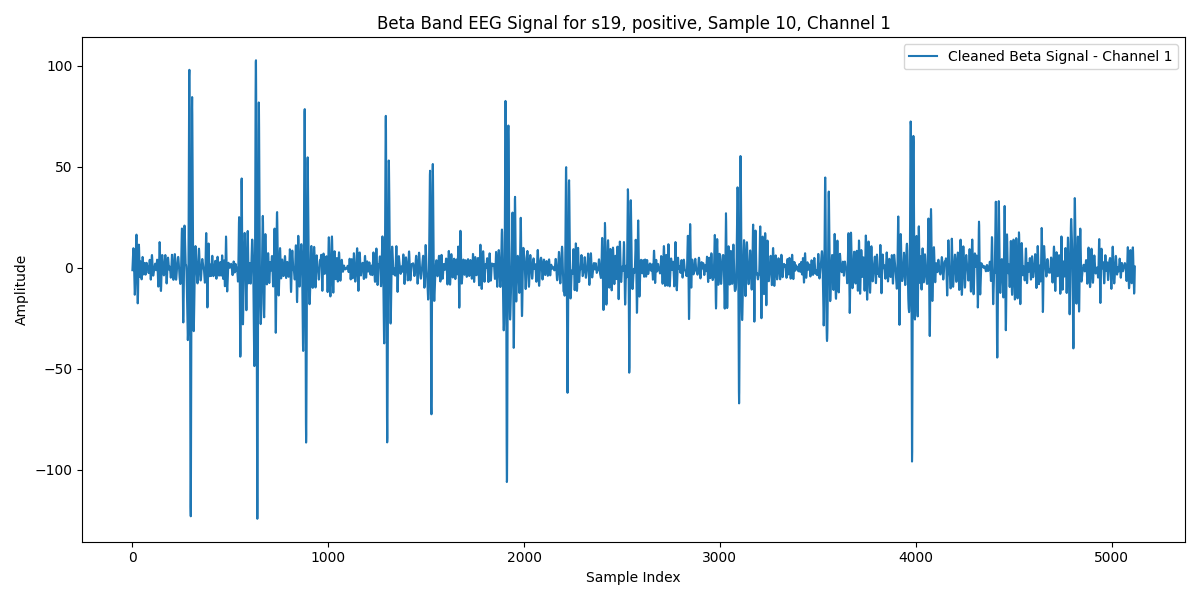 Beta Band EEG Signal for s19, positive, Sample 10, Channel 1
Cleaned Beta Signal - Channel 1
Amplitude
100
50
0
−50
−100
0 1000 2000 3000 4000 5000
Sample Index